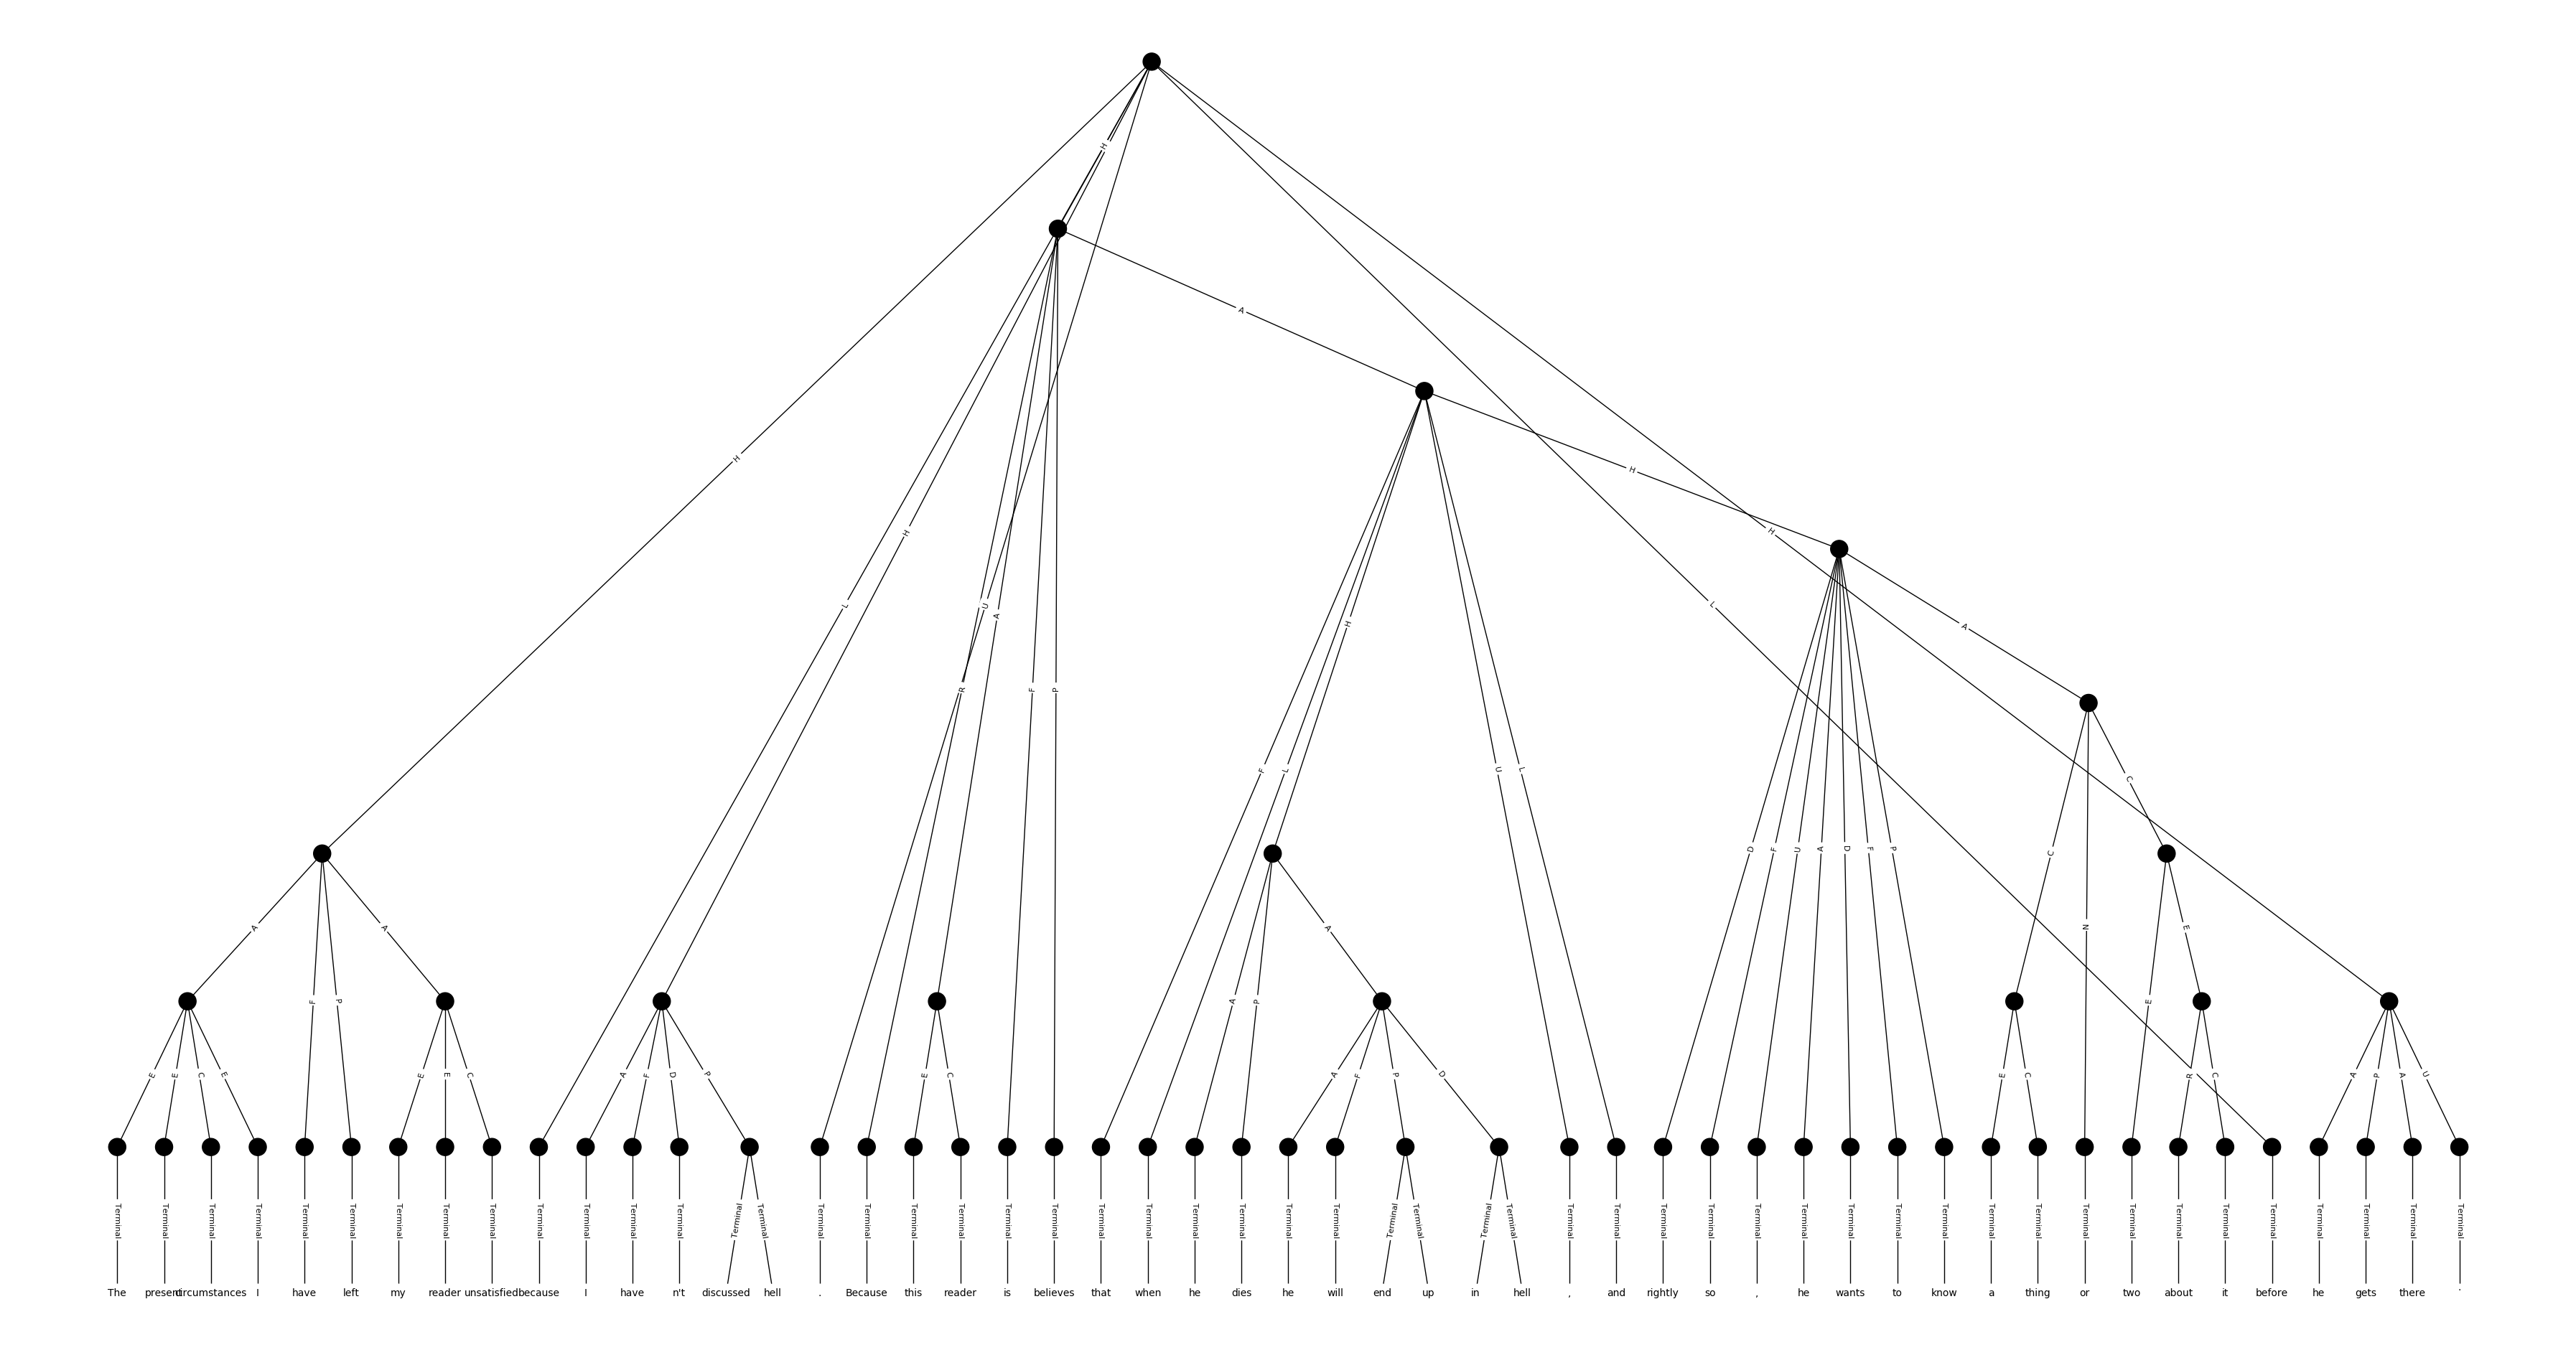 H
A
H
H
H
L
H
L
U
A
A
R
F
P
H
F
L
U
L
D
F
U
A
D
F
P
C
C
A
A
A
N
E
F
P
A
P
E
E
E
C
E
E
E
C
A
F
D
P
E
C
A
F
P
D
E
C
R
C
A
P
A
U
Terminal Terminal Terminal Terminal Terminal Terminal Terminal Terminal Terminal Terminal Terminal Terminal Terminal Terminal Terminal Terminal Terminal Terminal Terminal Terminal Terminal Terminal Terminal Terminal Terminal Terminal Terminal Terminal Terminal Terminal Terminal Terminal Terminal Terminal Terminal Terminal Terminal Terminal Terminal Terminal Terminal Terminal Terminal Terminal Terminal Terminal Terminal Terminal Terminal Terminal Terminal
The present circumstances I have left my reader unsatisfied because I have n't discussed hell . Because this reader is believes that when he dies he will end up in hell , and rightly so , he wants to know a thing or two about it before he gets there .